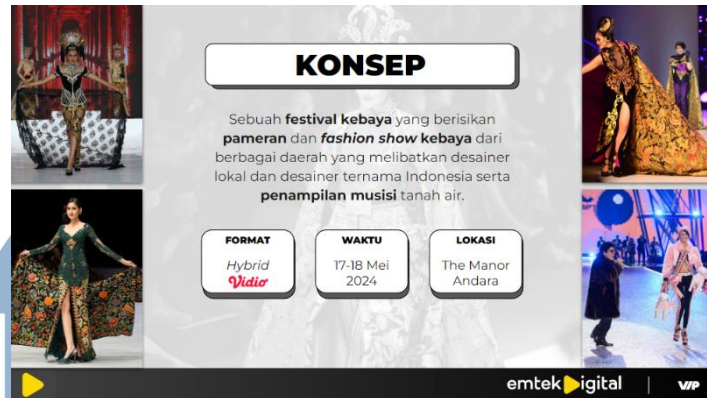 KONSEP
Sebuah festival kebaya yang berisikan
pameran dan fashion show kebaya dari
berbagai daerah yang melibatkan desainer
lokal dan desainer ternama Indonesia serta
penampilan musisi tanah air.
FORMAT
Hybrid
Vidio
WAKTU
17-18 Mei
2024
LOKASI
The Manor
Andara
emtek Digital | VIP